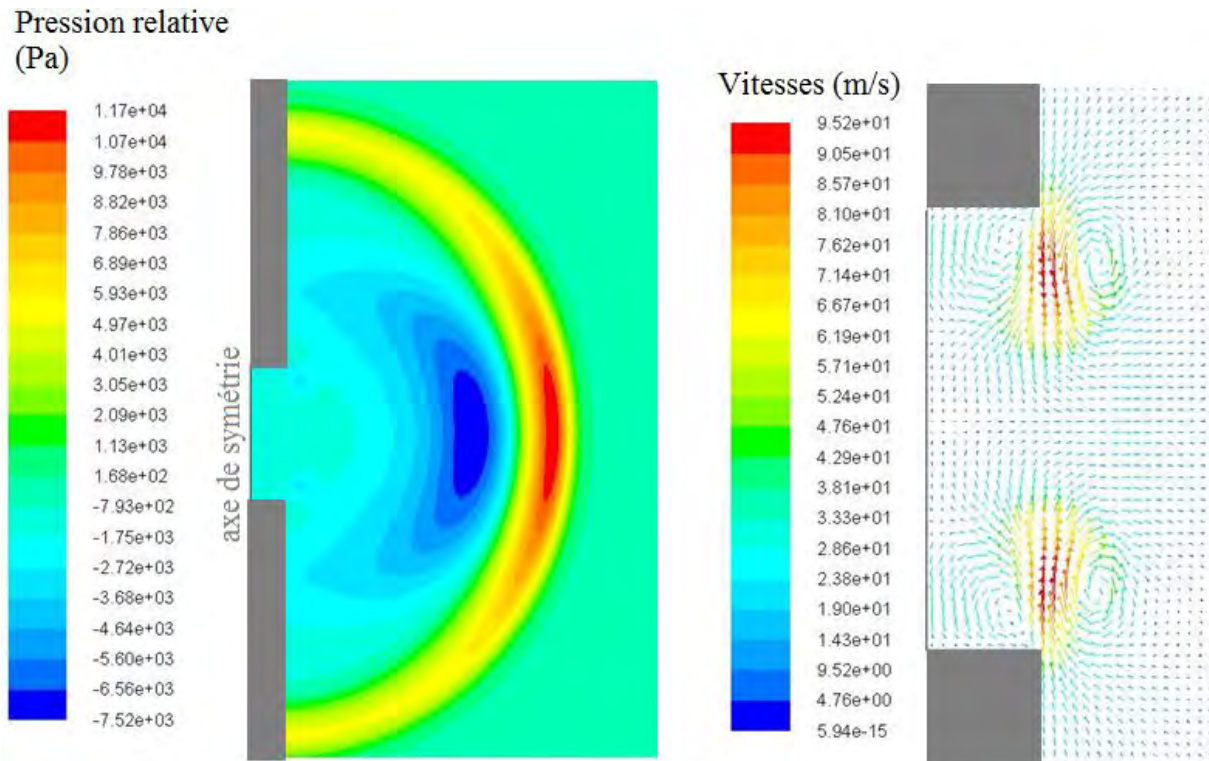 Pression relative
(Pa)
1.17e+04
1.07e+04
9.78e+03
8.82e+03
7.86e+03
6.89e+03
5.93e+03
4.97e+03
4.01e+03
3.05e+03
2.09e+03
1.13e+03
1.68e+02
-7.93e+02
-1.75e+03
-2.72e+03
-3.68e+03
-4.64e+03
-5.60e+03
-6.56e+03
-7.52e+03
axe de symétrie
Vitesses (m/s)
9.52e+01
9.05e+01
8.57e+01
8.10e+01
7.62e+01
7.14e+01
6.67e+01
6.19e+01
5.71e+01
5.24e+01
4.76e+01
4.29e+01
3.81e+01
3.33e+01
2.86e+01
2.38e+01
1.90e+01
1.43e+01
9.52e+00
4.76e+00
5.94e-15